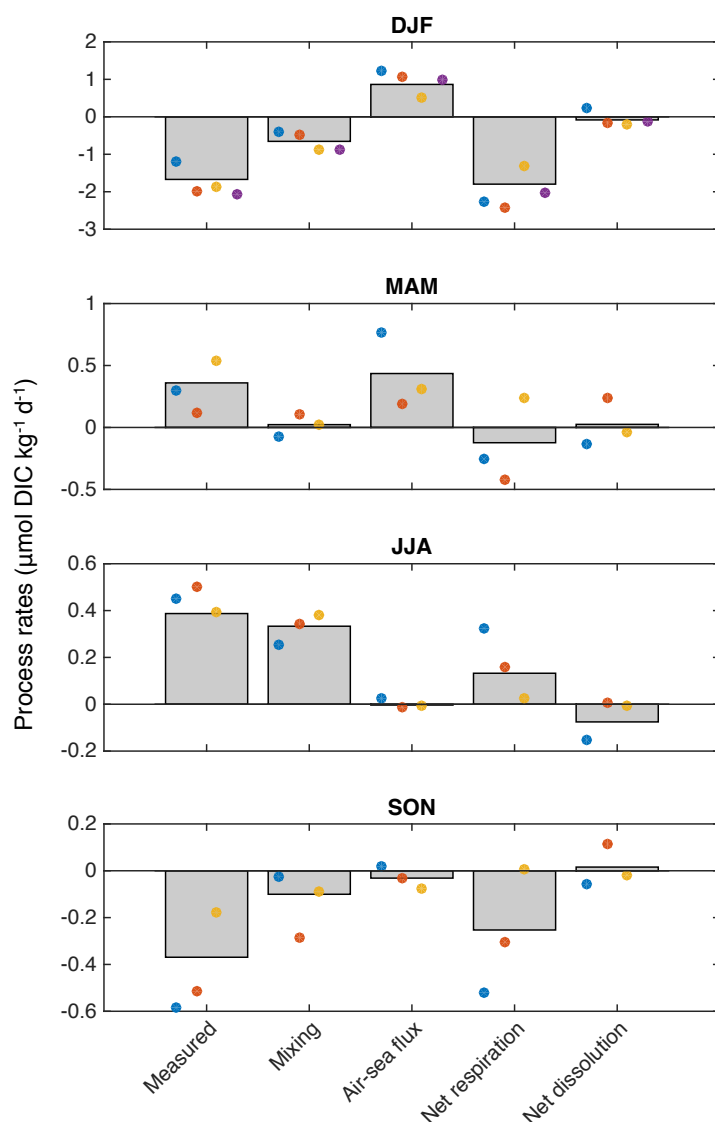 DJF
2
1
0
-1
-2
-3
MAM
1
0.5
0
-0.5
JJA
0.6
0.4
0.2
0
-0.2
SON
0.2
0
-0.2
-0.4
-0.6
Process rates (μmol DIC kg⁻¹ d⁻¹)
Measured
Mixing
Air-sea flux
Net respiration
Net dissolution